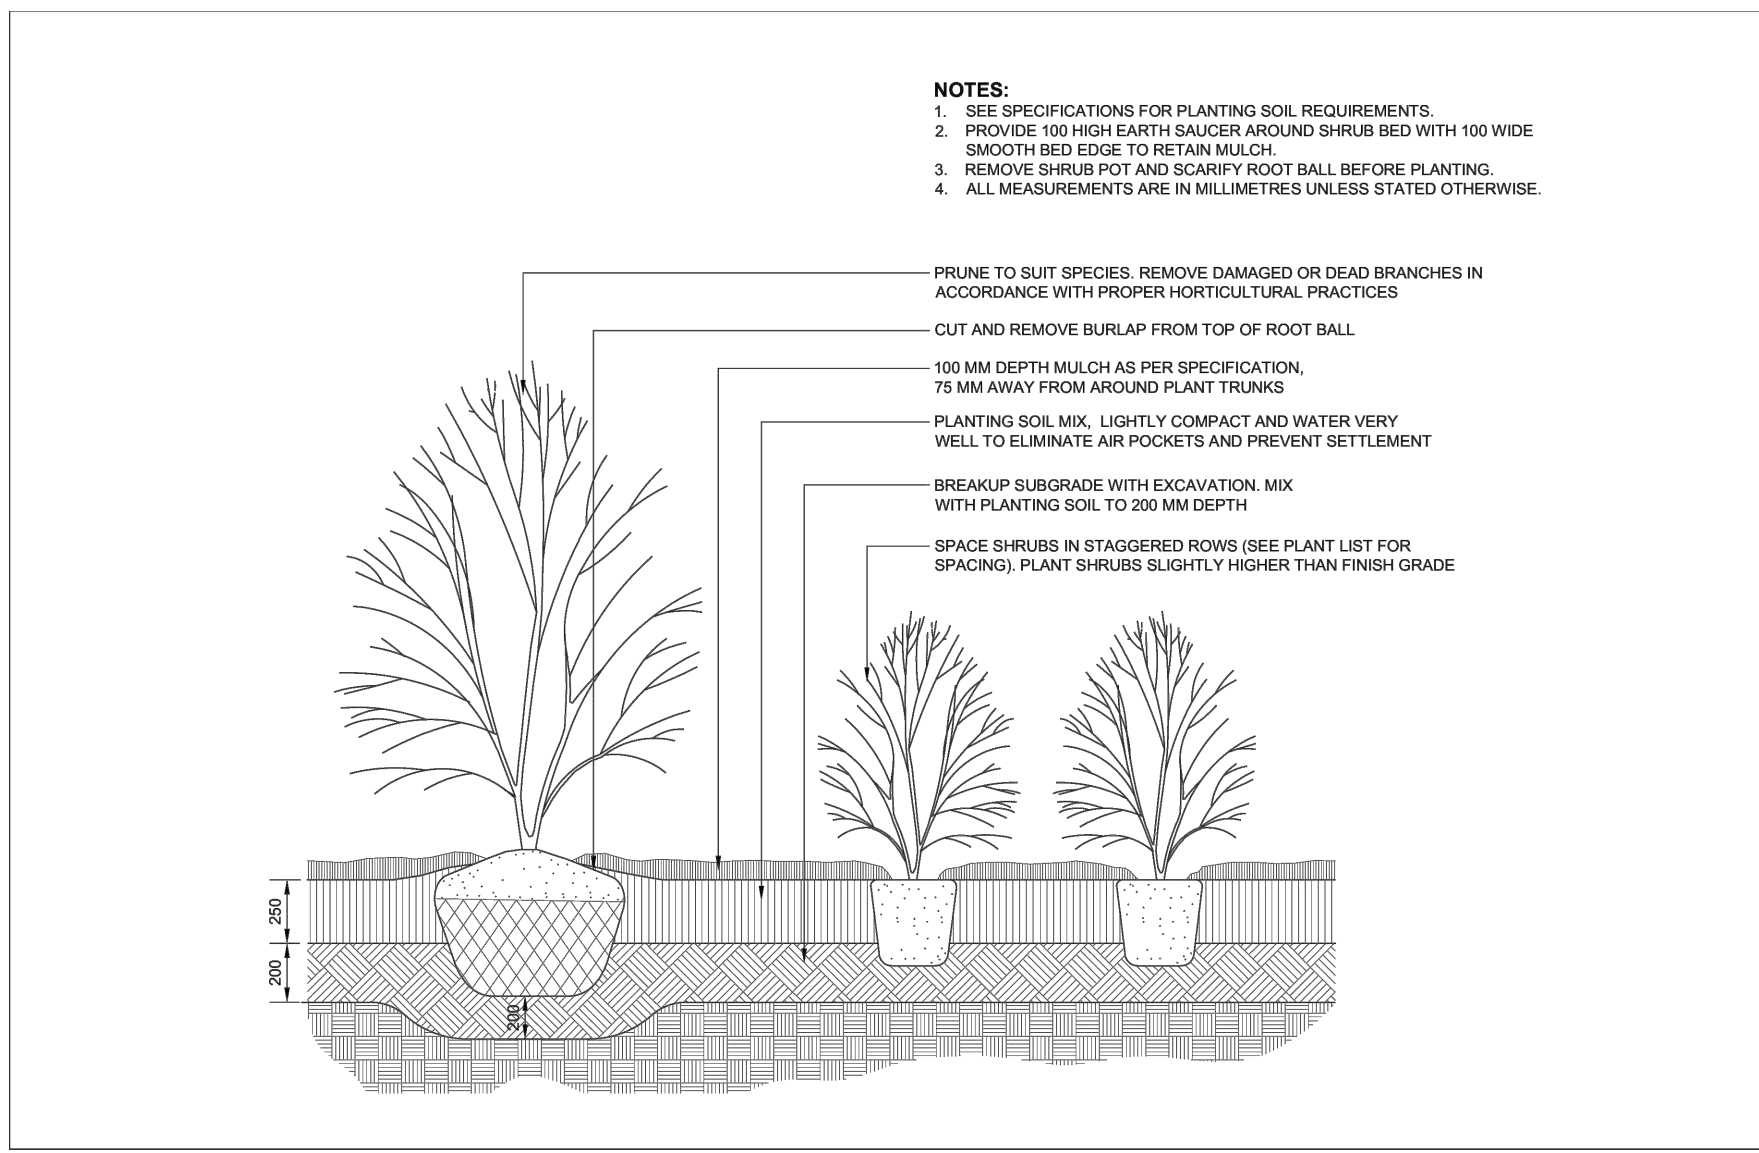 NOTES:
1. SEE SPECIFICATIONS FOR PLANTING SOIL REQUIREMENTS.
2. PROVIDE 100 HIGH EARTH SAUCER AROUND SHRUB BED WITH 100 WIDE
SMOOTH BED EDGE TO RETAIN MULCH.
3. REMOVE SHRUB POT AND SCARIFY ROOT BALL BEFORE PLANTING.
4. ALL MEASUREMENTS ARE IN MILLIMETRES UNLESS STATED OTHERWISE.
PRUNE TO SUIT SPECIES. REMOVE DAMAGED OR DEAD BRANCHES IN
ACCORDANCE WITH PROPER HORTICULTURAL PRACTICES
CUT AND REMOVE BURLAP FROM TOP OF ROOT BALL
100 MM DEPTH MULCH AS PER SPECIFICATION,
75 MM AWAY FROM AROUND PLANT TRUNKS
PLANTING SOIL MIX, LIGHTLY COMPACT AND WATER VERY
WELL TO ELIMINATE AIR POCKETS AND PREVENT SETTLEMENT
BREAKUP SUBGRADE WITH EXCAVATION. MIX
WITH PLANTING SOIL TO 200 MM DEPTH
SPACE SHRUBS IN STAGGERED ROWS (SEE PLANT LIST FOR
SPACING). PLANT SHRUBS SLIGHTLY HIGHER THAN FINISH GRADE
250
200
200